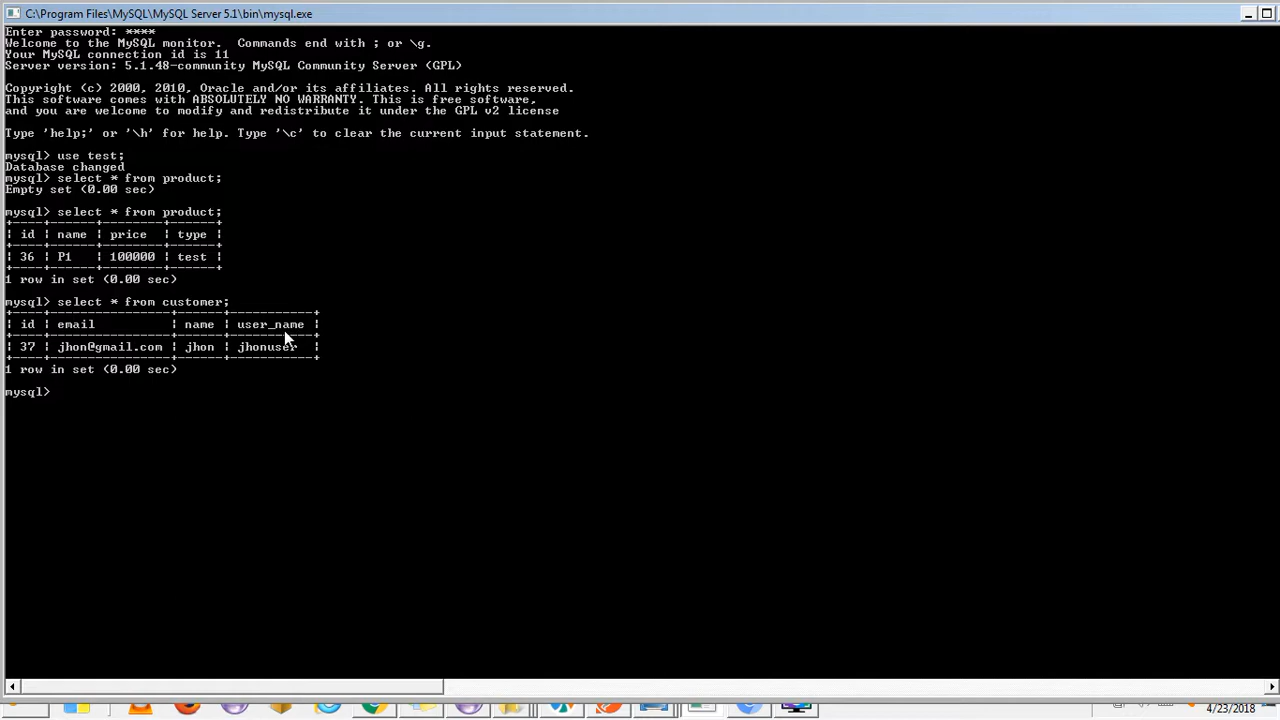 C:\Program Files\MySQL\MySQL Server 5.1\bin\mysql.exe
Enter password: ****
Welcome to the MySQL monitor.  Commands end with ; or \g.
Your MySQL connection id is 11
Server version: 5.1.48-community MySQL Community Server (GPL)
Copyright (c) 2000, 2010, Oracle and/or its affiliates. All rights reserved.
This software comes with ABSOLUTELY NO WARRANTY. This is free software,
and you are welcome to modify and redistribute it under the GPL v2 license
Type 'help;' or '\h' for help. Type '\c' to clear the current input statement.
mysql> use test;
Database changed
mysql> select * from product;
Empty set (0.00 sec)
mysql> select * from product;
+----+------+--------+------+
| id | name | price  | type |
+----+------+--------+------+
| 36 | P1   | 100000 | test |
+----+------+--------+------+
1 row in set (0.00 sec)
mysql> select * from customer;
+----+----------------+------+-----------+
| id | email          | name | user_name |
+----+----------------+------+-----------+
| 37 | jhon@gmail.com | jhon | jhonuser  |
+----+----------------+------+-----------+
1 row in set (0.00 sec)
mysql>
4/23/2018